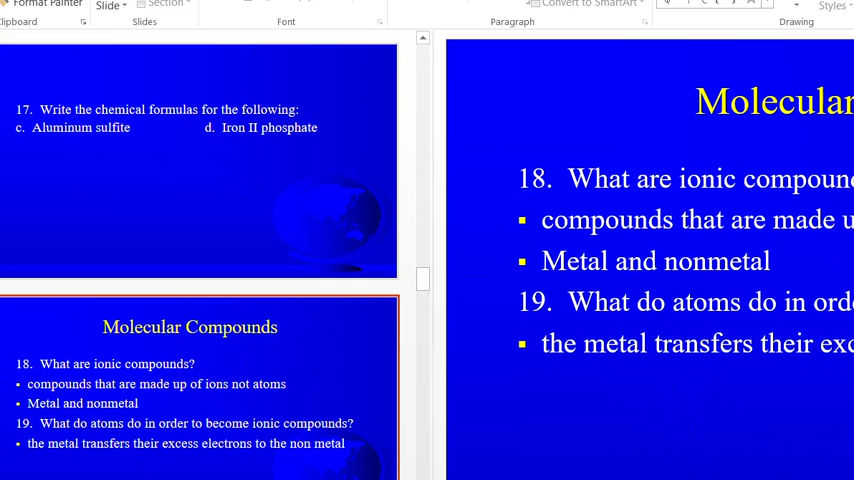 Format Painter
Slide
Section
Convert to SmartArt
Styles
Clipboard
Slides
Font
Paragraph
Drawing
17. Write the chemical formulas for the following:
c. Aluminum sulfite d. Iron II phosphate
Molecular Compounds
18. What are ionic compounds?
▪ compounds that are made up of ions not atoms
▪ Metal and nonmetal
19. What do atoms do in order to become ionic compounds?
▪ the metal transfers their excess electrons to the non metal
Molecular
18. What are ionic compoun
▪ compounds that are made u
▪ Metal and nonmetal
19. What do atoms do in ord
▪ the metal transfers their exc